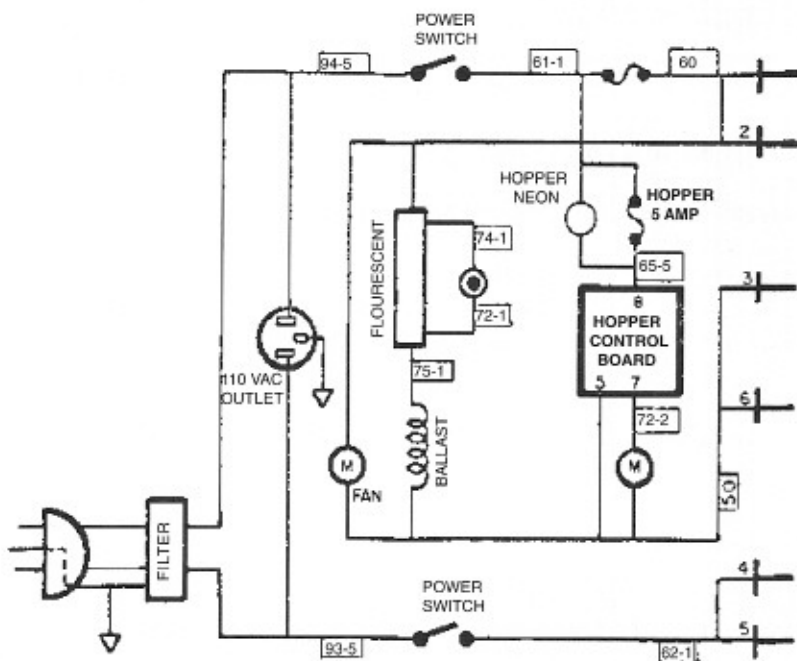 POWER
SWITCH
94-5
61-1
60
2
HOPPER
NEON
HOPPER
5 AMP
74-1
65-5
FLOURESCENT
72-1
3
8
HOPPER
CONTROL
BOARD
5 7
110 VAC
OUTLET
75-1
72-2
6
BALLAST
M
FAN
M
50
FILTER
4
POWER
SWITCH
5
93-5
62-1